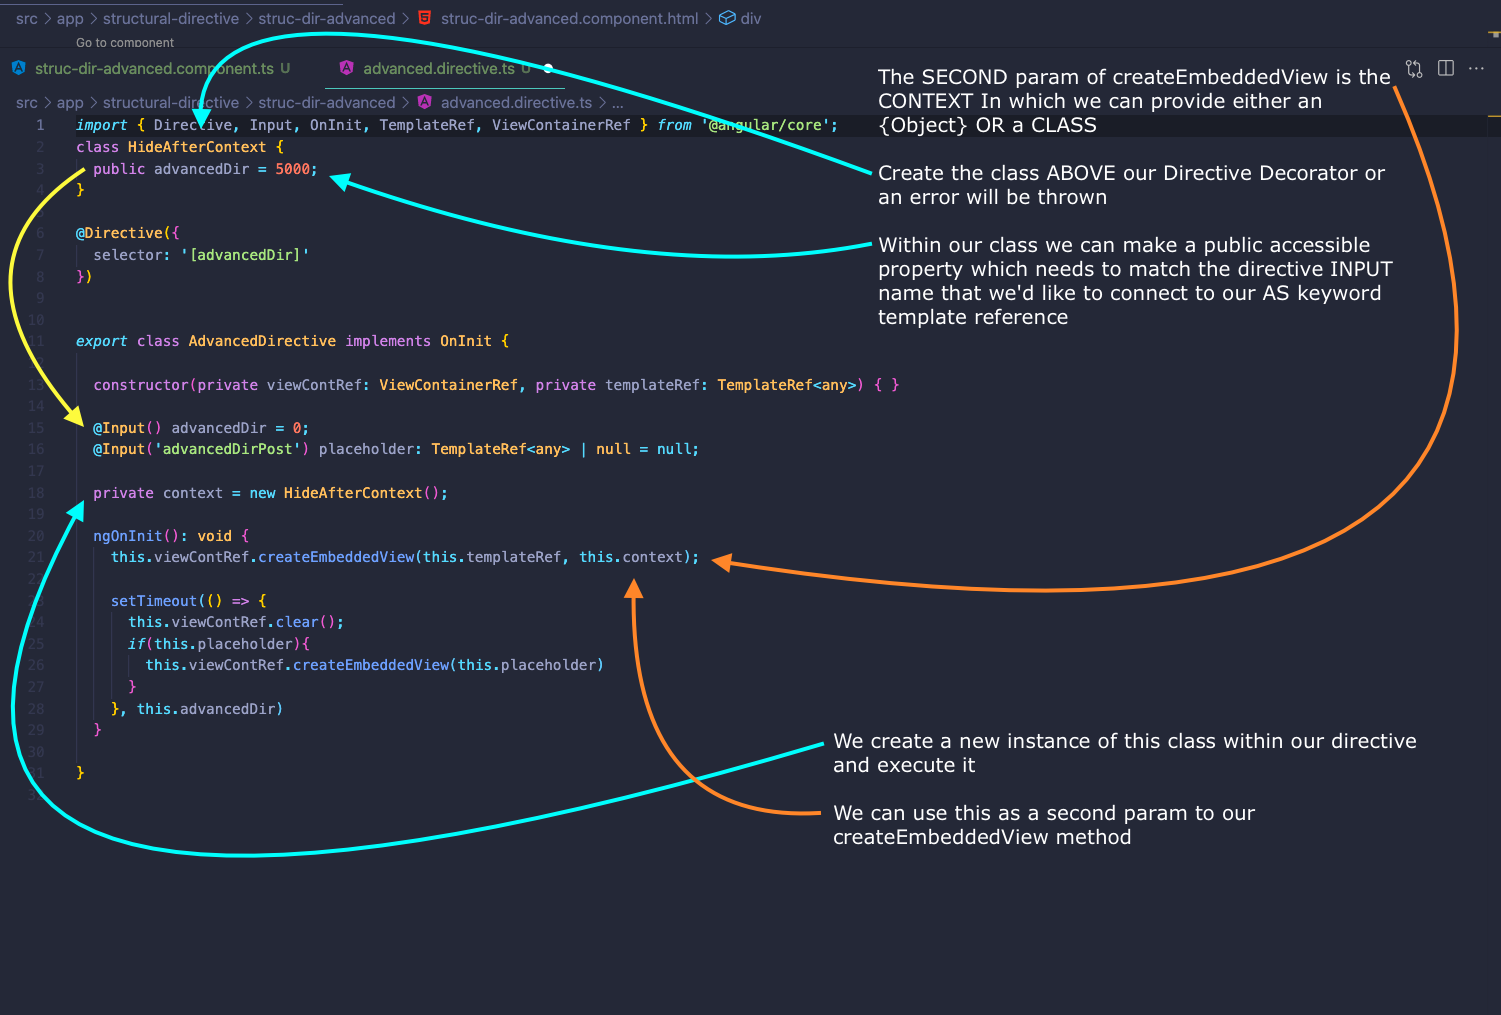 src > app > structural-directive > struc-dir-advanced > struc-dir-advanced.component.html > div
Go to component
struc-dir-advanced.component.ts U
advanced.directive.ts U
src > app > structural-directive > struc-dir-advanced > advanced.directive.ts > ...
1 import { Directive, Input, OnInit, TemplateRef, ViewContainerRef } from '@angular/core';
2 class HideAfterContext {
3 public advancedDir = 5000;
4 }
5
6 @Directive({
7 selector: '[advancedDir]'
8 })
9
10
11 export class AdvancedDirective implements OnInit {
12
13 constructor(private viewContRef: ViewContainerRef, private templateRef: TemplateRef<any>) { }
14
15 @Input() advancedDir = 0;
16 @Input('advancedDirPost') placeholder: TemplateRef<any> | null = null;
17
18 private context = new HideAfterContext();
19
20 ngOnInit(): void {
21 this.viewContRef.createEmbeddedView(this.templateRef, this.context);
22
23 setTimeout(() => {
24 this.viewContRef.clear();
25 if(this.placeholder){
26 this.viewContRef.createEmbeddedView(this.placeholder)
27 }
28 }, this.advancedDir)
29 }
30
31 }
32
The SECOND param of createEmbeddedView is the
CONTEXT In which we can provide either an
{Object} OR a CLASS
Create the class ABOVE our Directive Decorator or
an error will be thrown
Within our class we can make a public accessible
property which needs to match the directive INPUT
name that we'd like to connect to our AS keyword
template reference
We create a new instance of this class within our directive
and execute it
We can use this as a second param to our
createEmbeddedView method